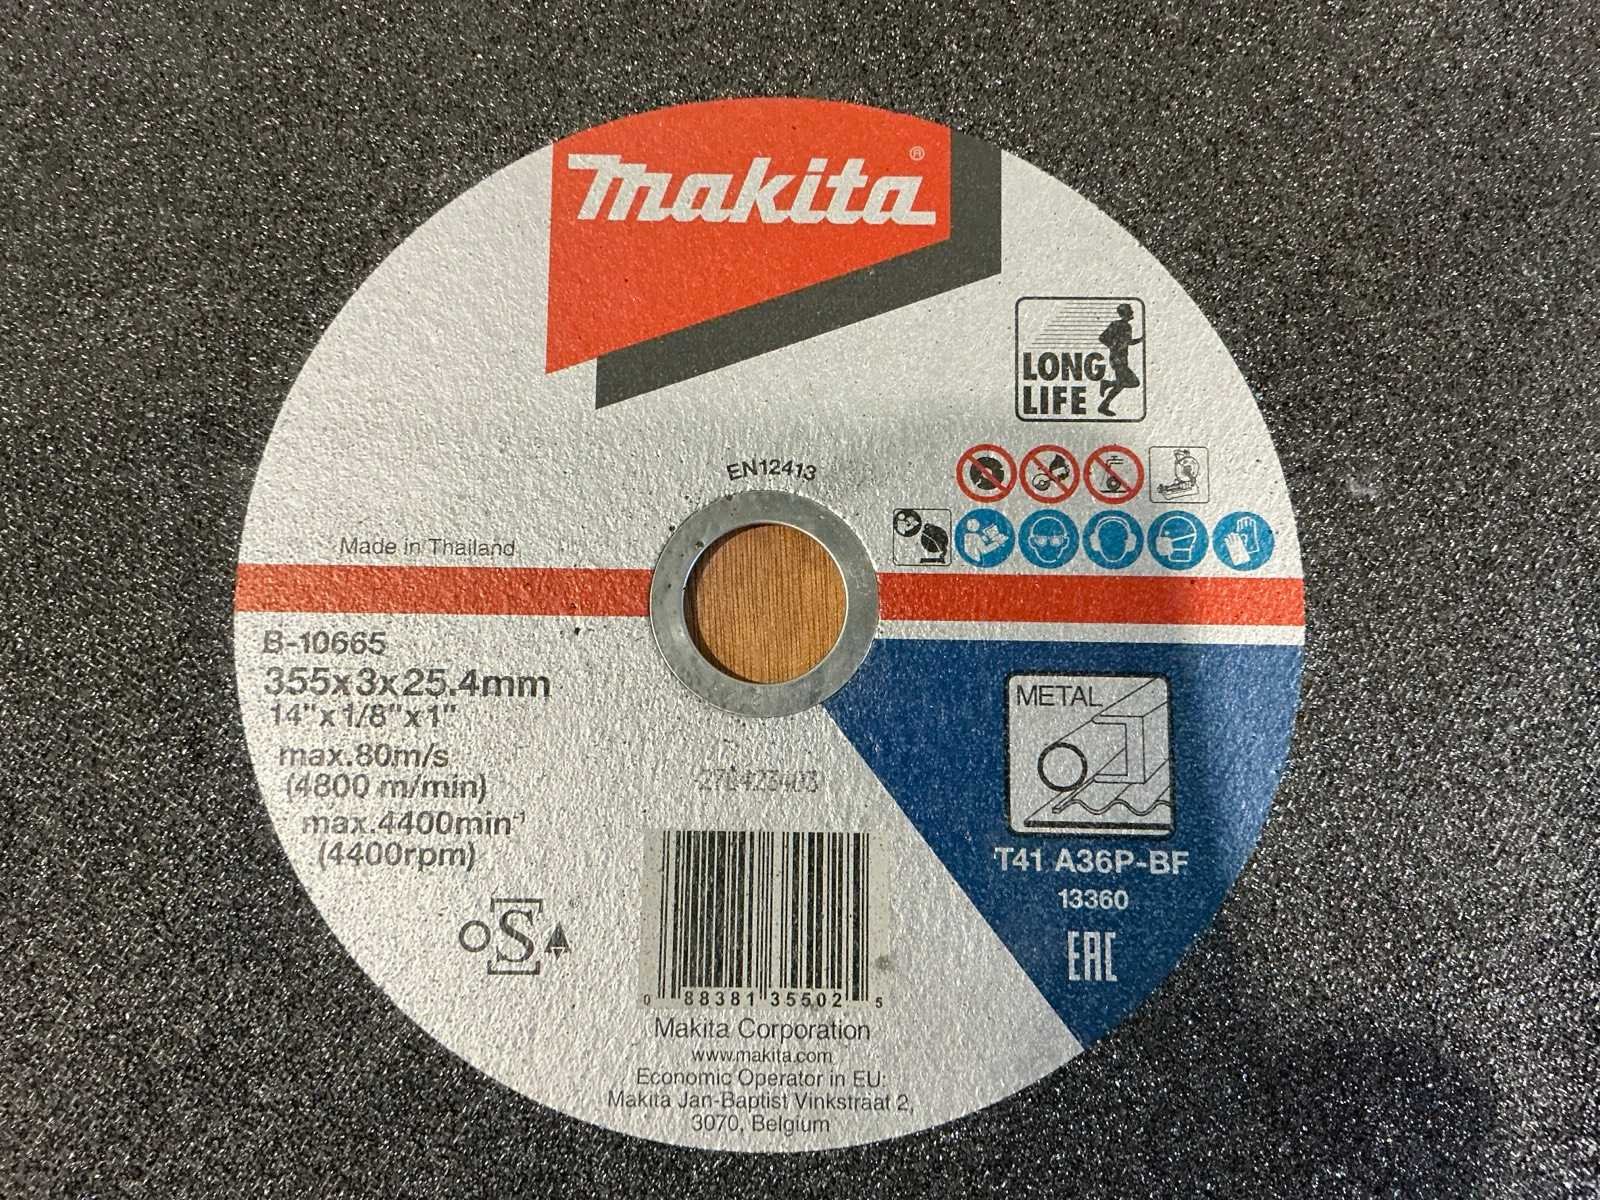 makita®
LONG
LIFE
EN12413
Made in Thailand
B-10665
355x3x25.4mm
14"x1/8"x1"
max.80m/s
(4800 m/min)
max.4400min⁻¹
(4400rpm)
S
METAL
T41 A36P-BF
13360
EAC
0 88381 35502 5
Makita Corporation
www.makita.com
Economic Operator in EU:
Makita Jan-Baptist Vinkstraat 2,
3070, Belgium